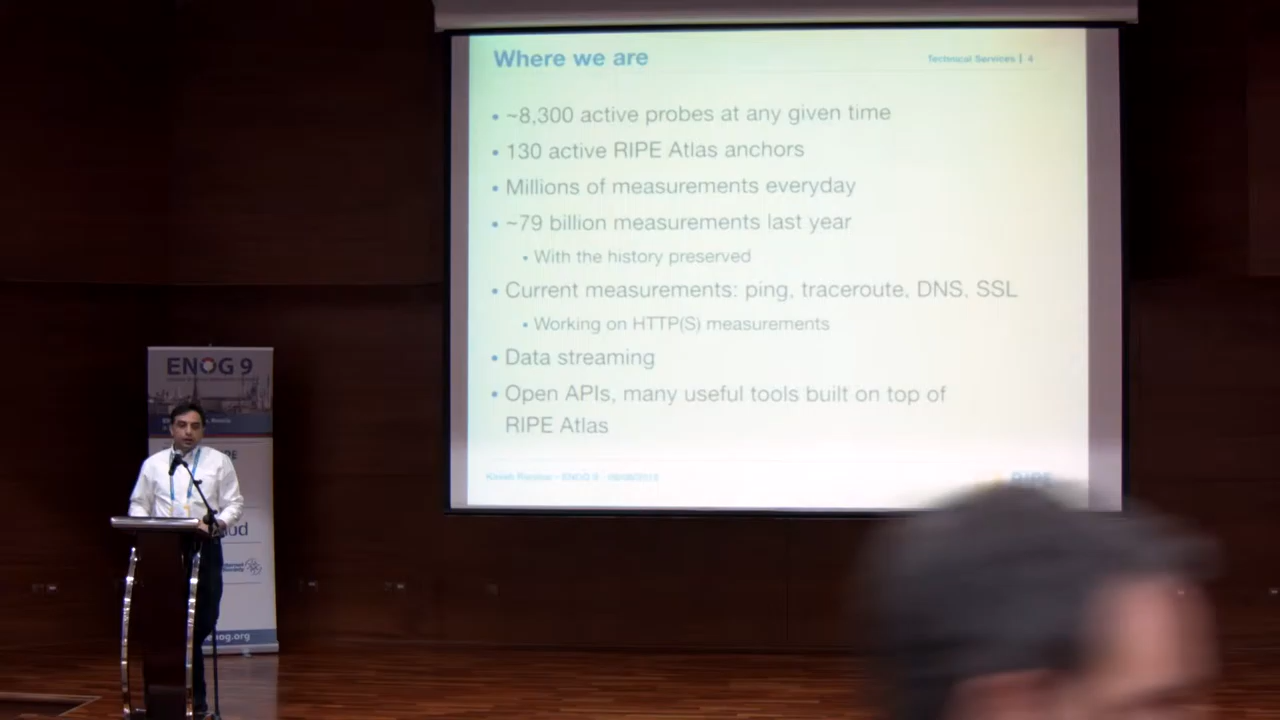 Where we are
Technical Services | 4
• ~8,300 active probes at any given time
• 130 active RIPE Atlas anchors
• Millions of measurements everyday
• ~79 billion measurements last year
• With the history preserved
• Current measurements: ping, traceroute, DNS, SSL
• Working on HTTP(S) measurements
• Data streaming
• Open APIs, many useful tools built on top of
RIPE Atlas
ENOG 9
RIPE
ENOG 9